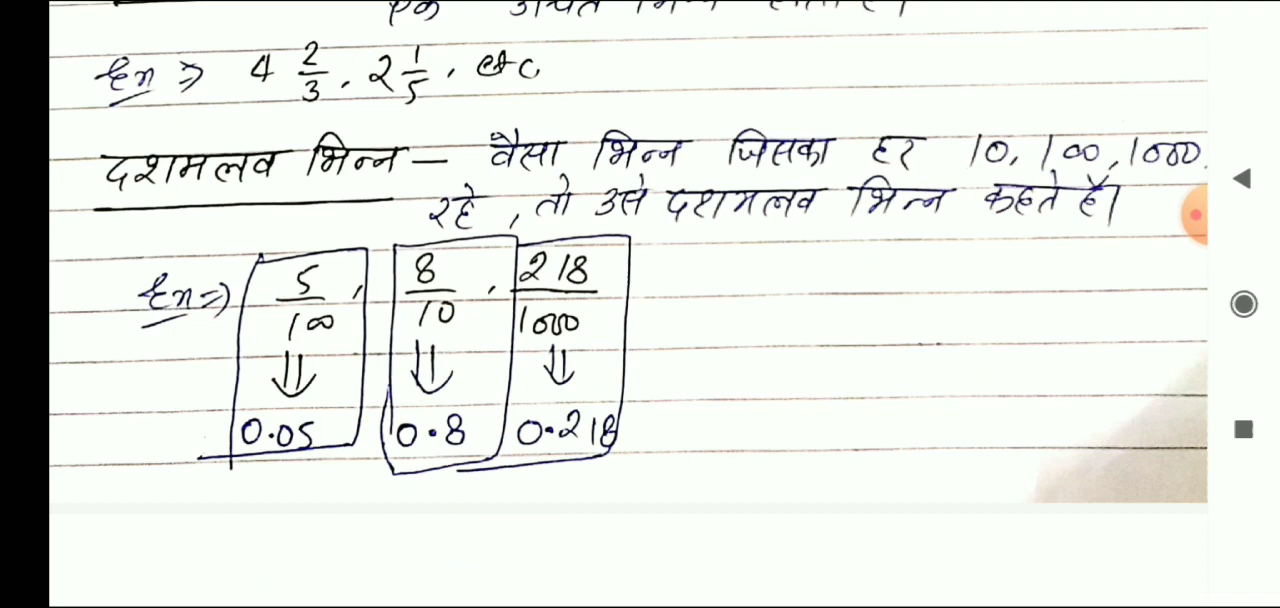 Ex ⇒ 4 2/3, 2 1/5, etc
दशमलव भिन्न – वैसा भिन्न जिसका हर 10, 100, 1000
रहे, तो उसे दशमलव भिन्न कहते हैं।
Ex ⇒ 5/100, 8/10, 218/1000
⇓ ⇓ ⇓
0.05 0.8 0.218